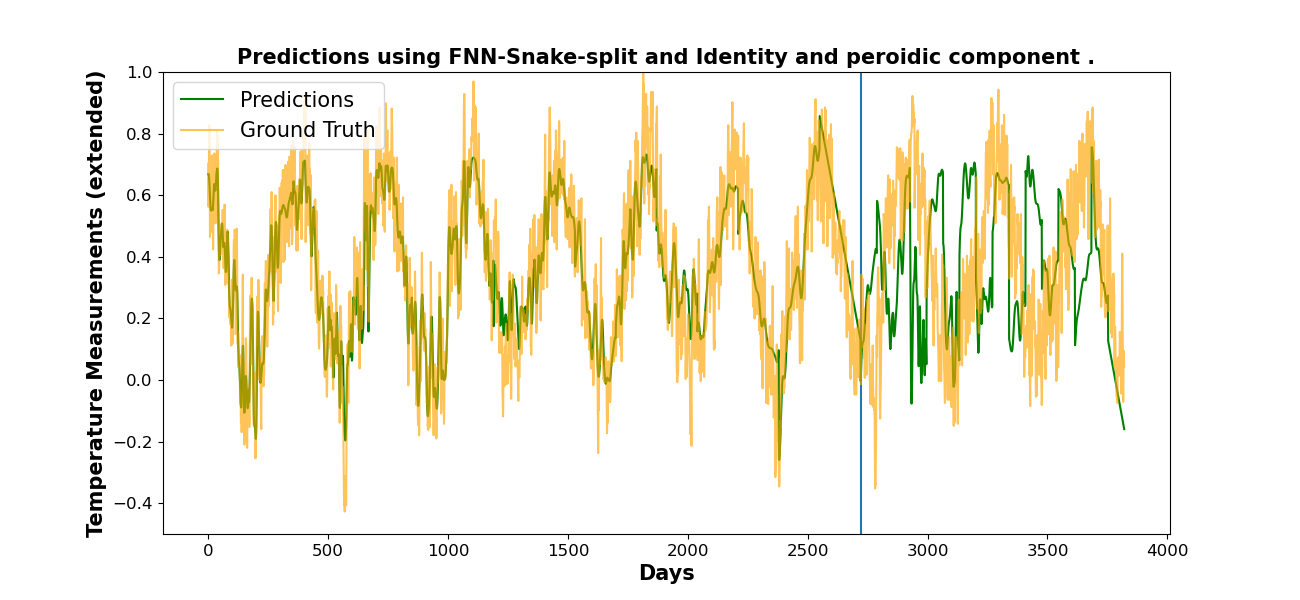 Predictions using FNN-Snake-split and Identity and peroidic component .
Temperature Measurements (extended)
1.0
0.8
0.6
0.4
0.2
0.0
−0.2
−0.4
Predictions
Ground Truth
0 500 1000 1500 2000 2500 3000 3500 4000
Days